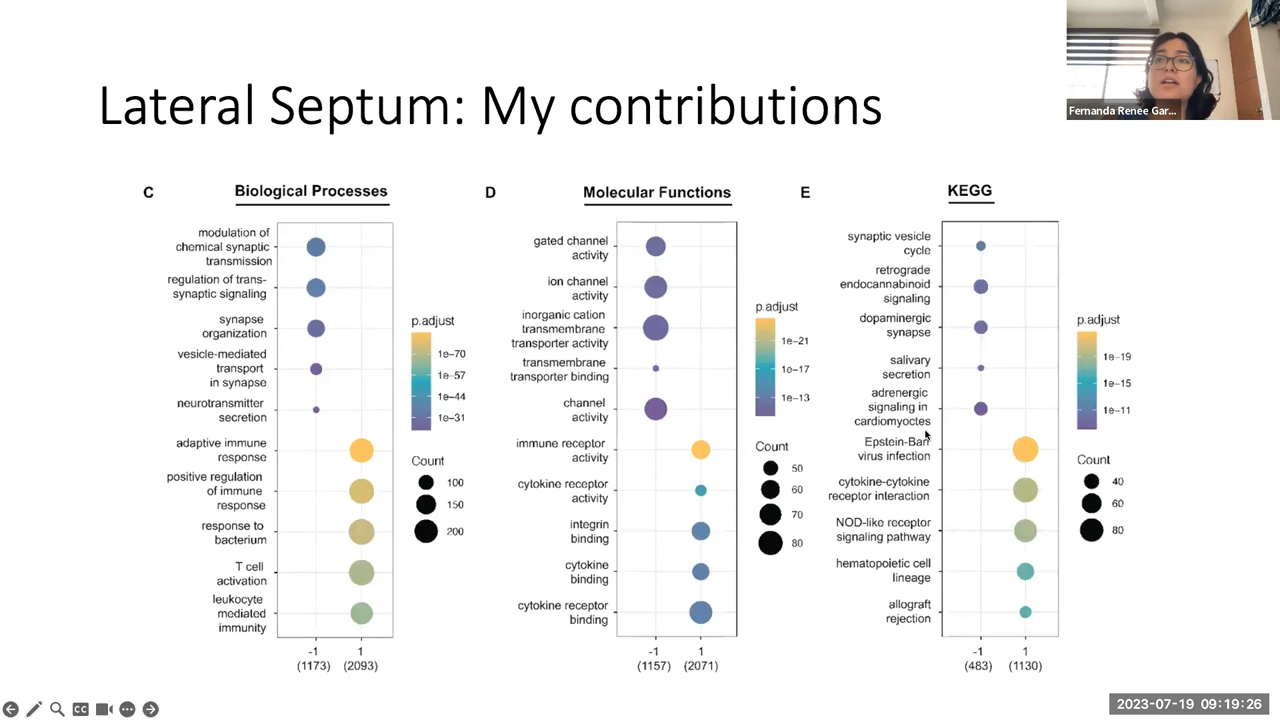 Lateral Septum: My contributions
Fernanda Renee Gar...
C
Biological Processes
modulation of
chemical synaptic
transmission
regulation of trans-
synaptic signaling
synapse
organization
vesicle-mediated
transport
in synapse
neurotransmitter
secretion
adaptive immune
response
positive regulation
of immune
response
response to
bacterium
T cell
activation
leukocyte
mediated
immunity
-1
(1173)
1
(2093)
p.adjust
1e-70
1e-57
1e-44
1e-31
Count
100
150
200
D
Molecular Functions
gated channel
activity
ion channel
activity
inorganic cation
transmembrane
transporter activity
transmembrane
transporter binding
channel
activity
immune receptor
activity
cytokine receptor
activity
integrin
binding
cytokine
binding
cytokine receptor
binding
-1
(1157)
1
(2071)
p.adjust
1e-21
1e-17
1e-13
Count
50
60
70
80
E
KEGG
synaptic vesicle
cycle
retrograde
endocannabinoid
signaling
dopaminergic
synapse
salivary
secretion
adrenergic
signaling in
cardiomyoctes
Epstein-Barr
virus infection
cytokine-cytokine
receptor interaction
NOD-like receptor
signaling pathway
hematopoietic cell
lineage
allograft
rejection
-1
(483)
1
(1130)
p.adjust
1e-19
1e-15
1e-11
Count
40
60
80
CC
2023-07-19 09:19:26